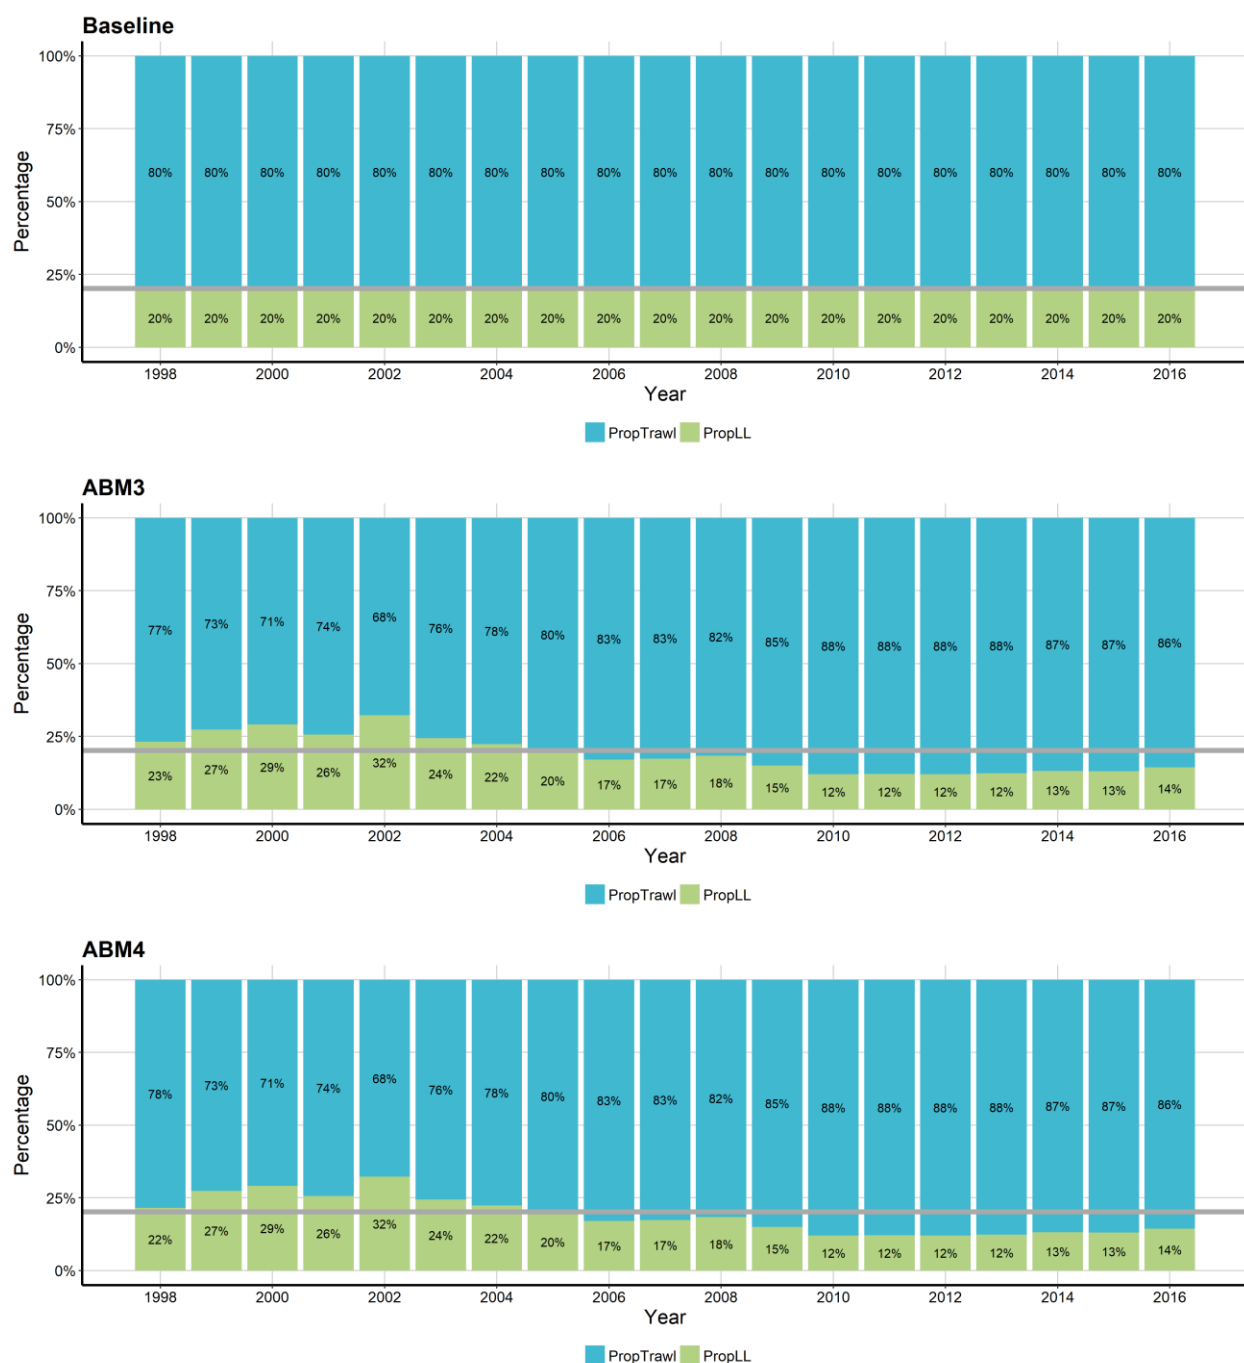 Baseline
100%
80% 80% 80% 80% 80% 80% 80% 80% 80% 80% 80% 80% 80% 80% 80% 80% 80% 80% 80%
75%
50%
25%
20% 20% 20% 20% 20% 20% 20% 20% 20% 20% 20% 20% 20% 20% 20% 20% 20% 20% 20%
0%
Percentage
1998 2000 2002 2004 2006 2008 2010 2012 2014 2016
Year
PropTrawl PropLL
ABM3
100%
75%
77% 73% 71% 74% 68% 76% 78% 80% 83% 83% 82% 85% 88% 88% 88% 88% 87% 87% 86%
50%
25%
23% 27% 29% 26% 32% 24% 22% 20% 17% 17% 18% 15% 12% 12% 12% 12% 13% 13% 14%
0%
Percentage
1998 2000 2002 2004 2006 2008 2010 2012 2014 2016
Year
PropTrawl PropLL
ABM4
100%
75%
78% 73% 71% 74% 68% 76% 78% 80% 83% 83% 82% 85% 88% 88% 88% 88% 87% 87% 86%
50%
25%
22% 27% 29% 26% 32% 24% 22% 20% 17% 17% 18% 15% 12% 12% 12% 12% 13% 13% 14%
0%
Percentage
1998 2000 2002 2004 2006 2008 2010 2012 2014 2016
Year
PropTrawl PropLL